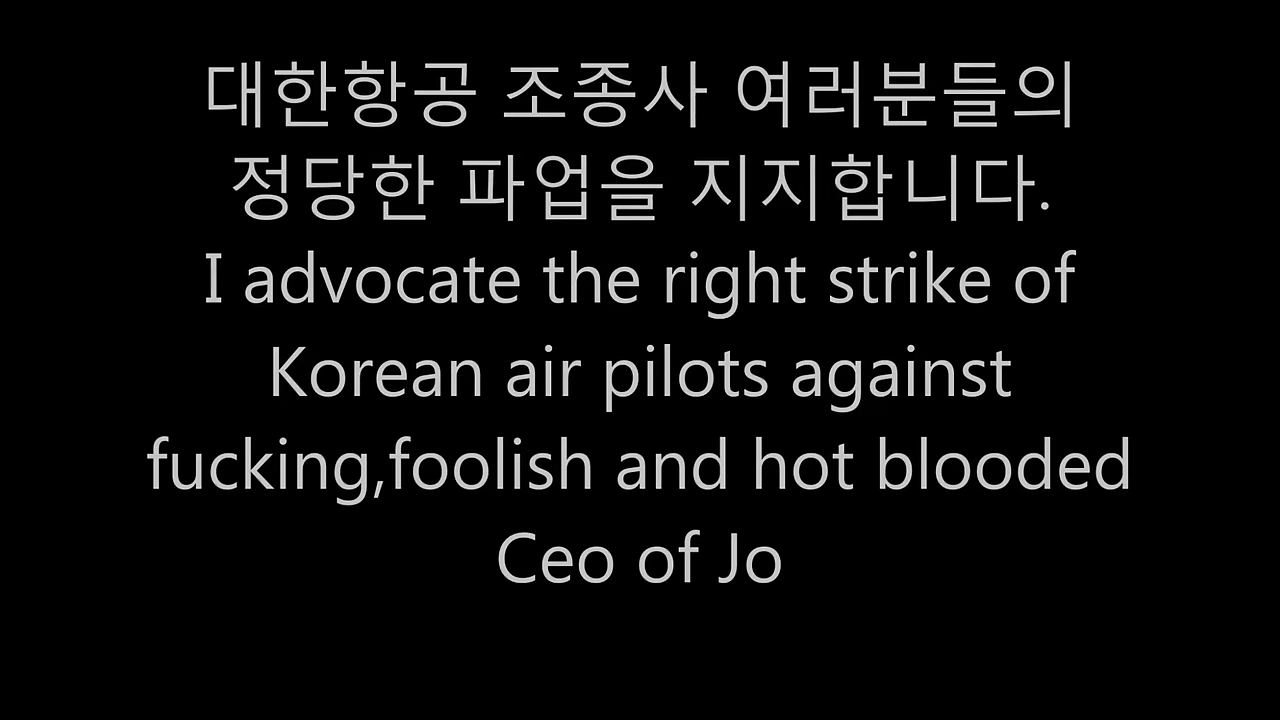 대한항공 조종사 여러분들의
정당한 파업을 지지합니다.
I advocate the right strike of
Korean air pilots against
fucking,foolish and hot blooded
Ceo of Jo